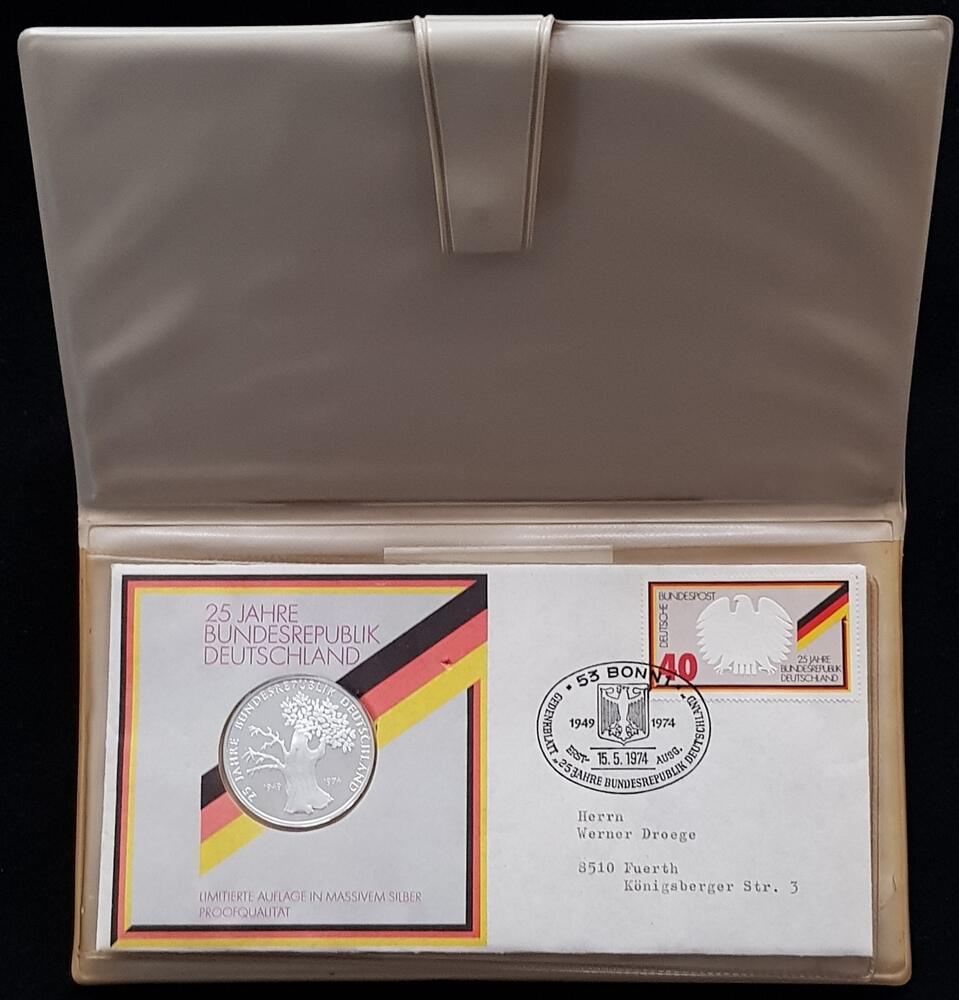 25 JAHRE
BUNDESREPUBLIK
DEUTSCHLAND
25 JAHRE BUNDESREPUBLIK DEUTSCHLAND
1949 1974
LIMITIERTE AUFLAGE IN MASSIVEM SILBER
PROOFQUALITÄT
DEUTSCHE
BUNDESPOST
40
25 JAHRE
BUNDESREPUBLIK
DEUTSCHLAND
53 BONN 1
1949 1974
ERST- 15.5.1974 AUSG.
GEDENKBLATT „25 JAHRE BUNDESREPUBLIK DEUTSCHLAND"
Herrn
Werner Droege
8510 Fuerth
Königsberger Str. 3